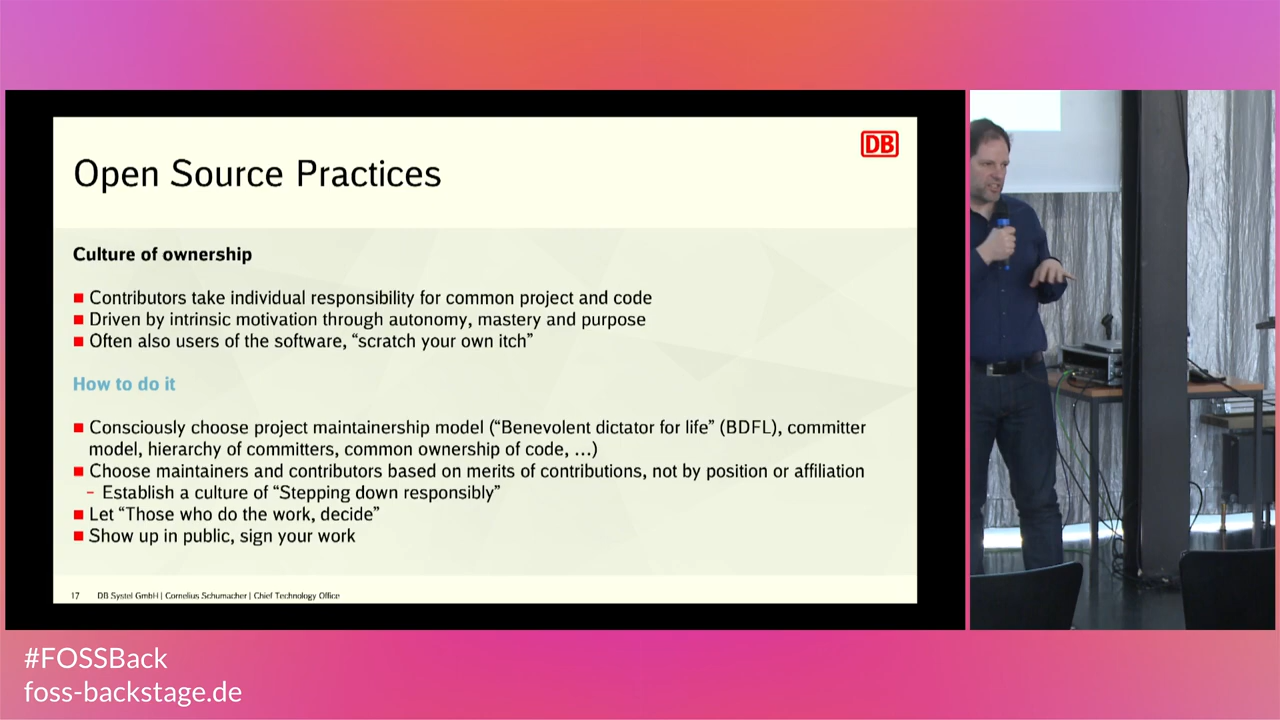 DB
Open Source Practices
Culture of ownership
Contributors take individual responsibility for common project and code
Driven by intrinsic motivation through autonomy, mastery and purpose
Often also users of the software, “scratch your own itch”
How to do it
Consciously choose project maintainership model (“Benevolent dictator for life” (BDFL), committer
model, hierarchy of committers, common ownership of code, …)
Choose maintainers and contributors based on merits of contributions, not by position or affiliation
– Establish a culture of “Stepping down responsibly”
Let “Those who do the work, decide”
Show up in public, sign your work
17 DB Systel GmbH | Cornelius Schumacher | Chief Technology Office
#FOSSBack
foss-backstage.de